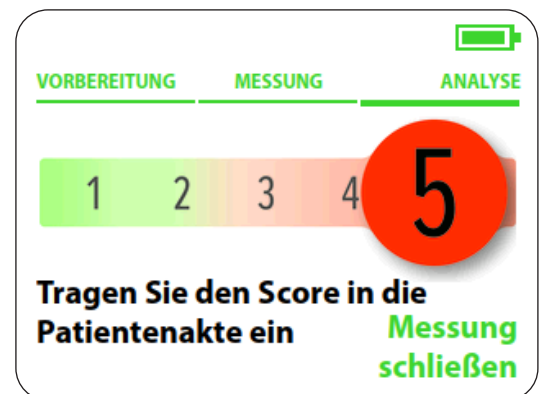 VORBEREITUNG MESSUNG ANALYSE
1 2 3 4 5
Tragen Sie den Score in die
Patientenakte ein
Messung
schließen